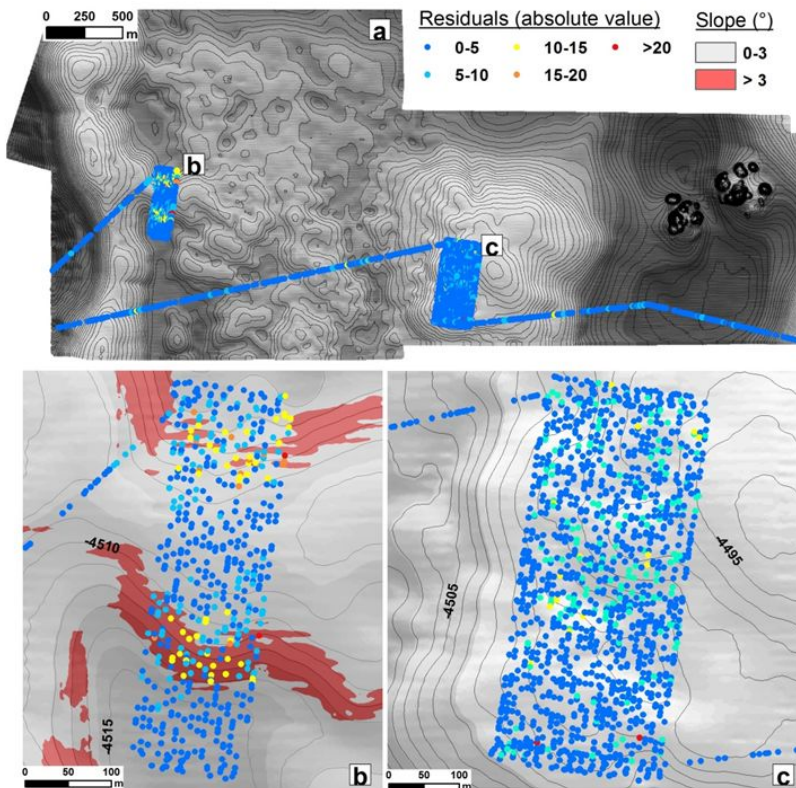 0 250 500
m
a
Residuals (absolute value)
0-5
10-15
>20
5-10
15-20
Slope (°)
0-3
> 3
b
c
-4510
-4515
0 50 100
m
b
-4505
-4495
0 50 100
m
c